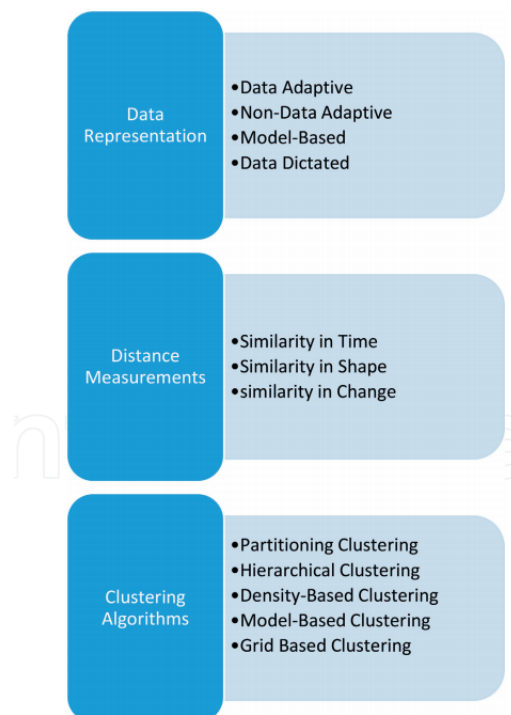 Data
Representation
•Data Adaptive
•Non-Data Adaptive
•Model-Based
•Data Dictated
Distance
Measurements
•Similarity in Time
•Similarity in Shape
•similarity in Change
Clustering
Algorithms
•Partitioning Clustering
•Hierarchical Clustering
•Density-Based Clustering
•Model-Based Clustering
•Grid Based Clustering